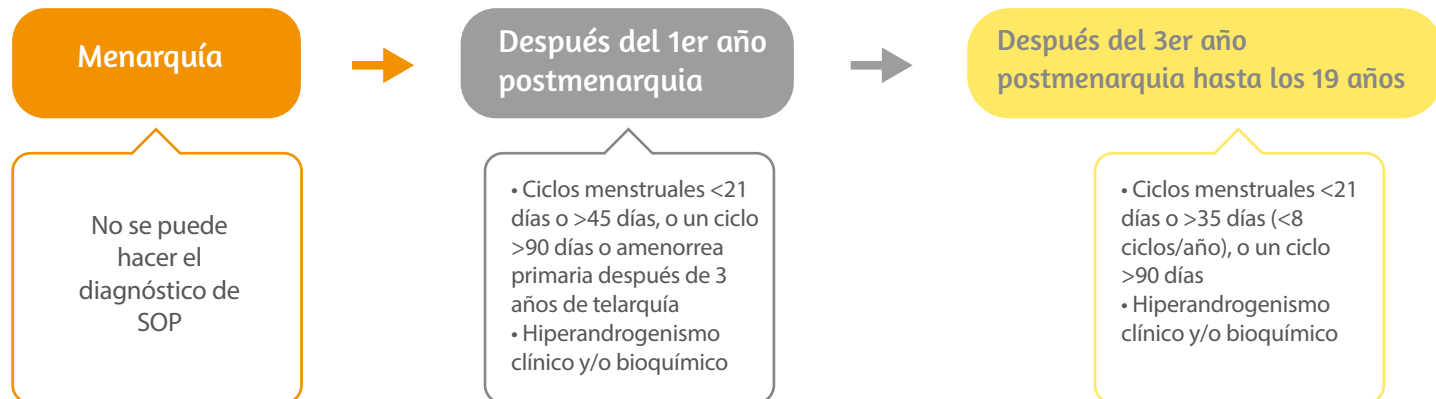 Menarquía
No se puede
hacer el
diagnóstico de
SOP
Después del 1er año
postmenarquia
• Ciclos menstruales <21
días o >45 días, o un ciclo
>90 días o amenorrea
primaria después de 3
años de telarquía
• Hiperandrogenismo
clínico y/o bioquímico
Después del 3er año
postmenarquia hasta los 19 años
• Ciclos menstruales <21
días o >35 días (<8
ciclos/año), o un ciclo
>90 días
• Hiperandrogenismo
clínico y/o bioquímico